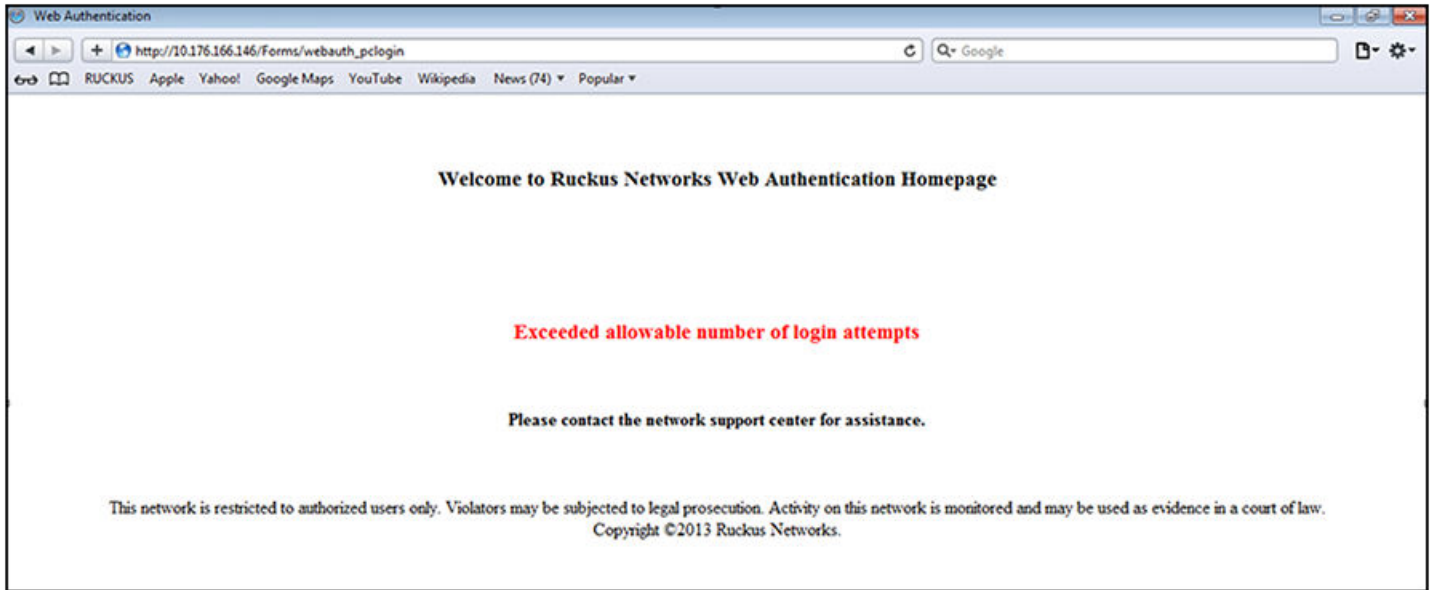 Web Authentication
http://10.176.166.146/Forms/webauth_pclogin
Google
RUCKUS Apple Yahoo! Google Maps YouTube Wikipedia News (74) Popular
Welcome to Ruckus Networks Web Authentication Homepage
Exceeded allowable number of login attempts
Please contact the network support center for assistance.
This network is restricted to authorized users only. Violators may be subjected to legal prosecution. Activity on this network is monitored and may be used as evidence in a court of law.
Copyright ©2013 Ruckus Networks.